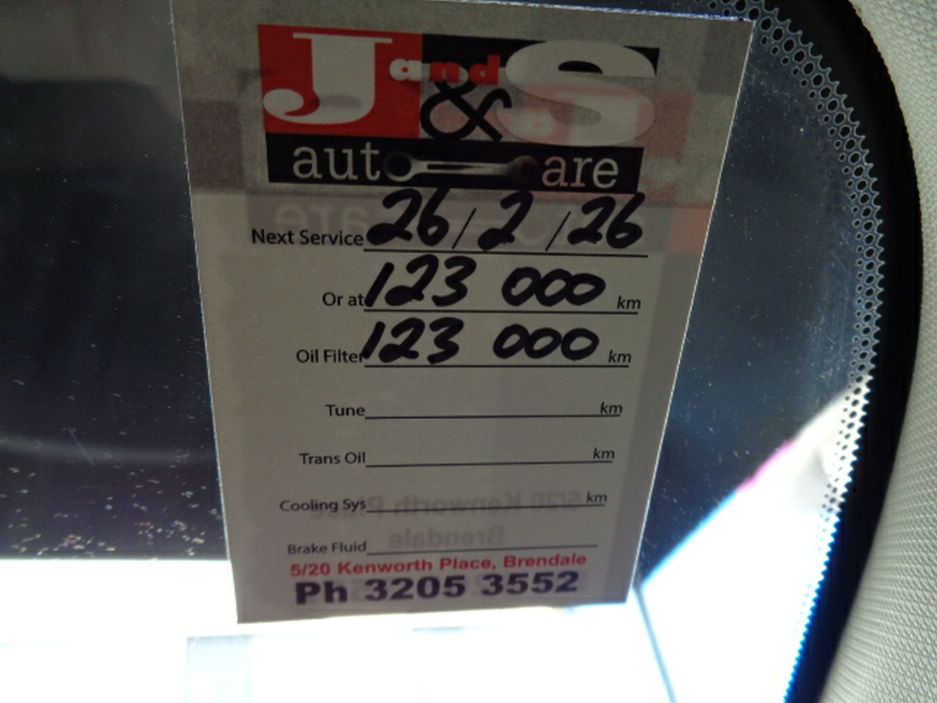 J and & S
auto care
Next Service 26/2/26
Or at 123 000 km
Oil Filter 123 000 km
Tune km
Trans Oil km
Cooling Sys km
Brake Fluid
5/20 Kenworth Place, Brendale
Ph 3205 3552